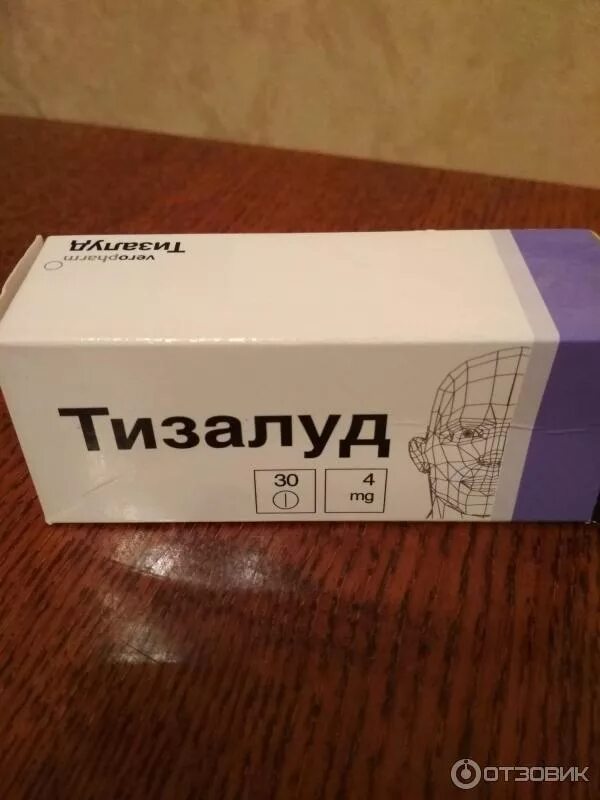 veropharm
Тизалуд
Тизалуд
30
4
mg
ОТЗОВИК